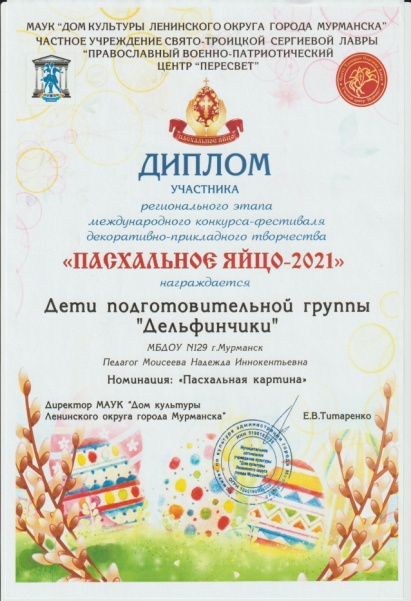 МАУК "ДОМ КУЛЬТУРЫ ЛЕНИНСКОГО ОКРУГА ГОРОДА МУРМАНСКА"
ЧАСТНОЕ УЧРЕЖДЕНИЕ СВЯТО-ТРОИЦКОЙ СЕРГИЕВОЙ ЛАВРЫ
"ПРАВОСЛАВНЫЙ ВОЕННО-ПАТРИОТИЧЕСКИЙ
ЦЕНТР "ПЕРЕСВЕТ"
ПАСХАЛЬНОЕ ЯЙЦО
ДИПЛОМ
УЧАСТНИКА
регионального этапа
международного конкурса-фестиваля
декоративно-прикладного творчества
«ПАСХАЛЬНОЕ ЯЙЦО-2021»
награждается
Дети подготовительной группы
"Дельфинчики"
МБДОУ N129 г.Мурманск
Педагог Моисеева Надежда Иннокентьевна
Номинация: «Пасхальная картина»
Директор МАУК "Дом культуры
Ленинского округа города Мурманска"
Е.В.Титаренко